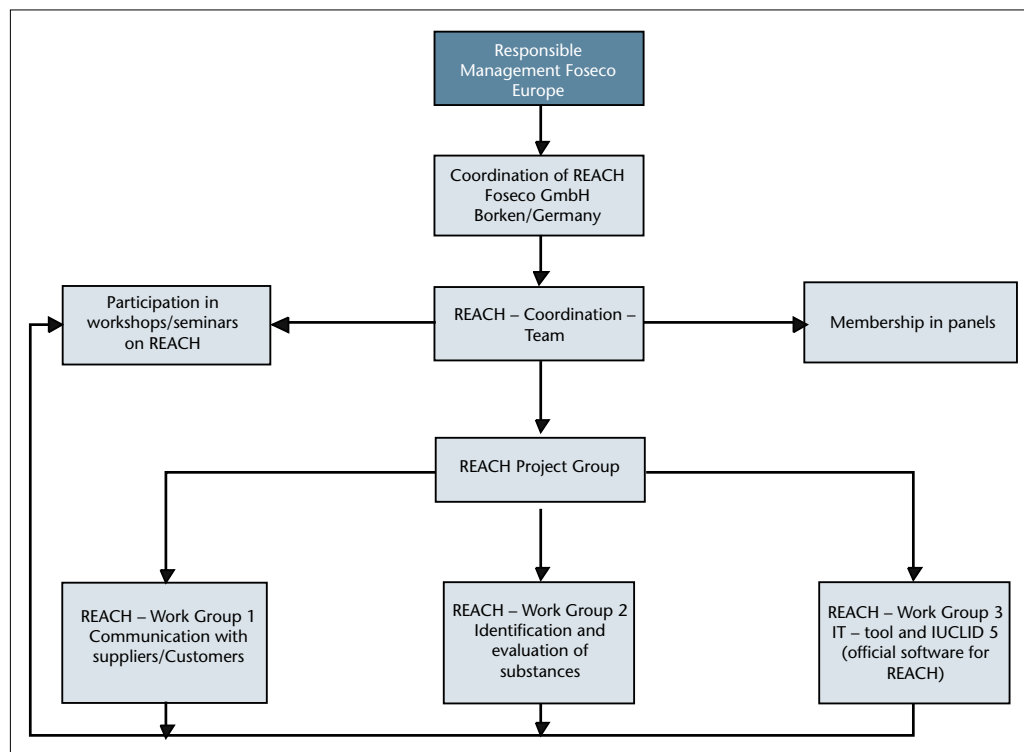 Responsible
Management Foseco
Europe
Coordination of REACH
Foseco GmbH
Borken/Germany
Participation in
workshops/seminars
on REACH
REACH – Coordination –
Team
Membership in panels
REACH Project Group
REACH – Work Group 1
Communication with
suppliers/Customers
REACH – Work Group 2
Identification and
evaluation of
substances
REACH – Work Group 3
IT – tool and IUCLID 5
(official software for
REACH)